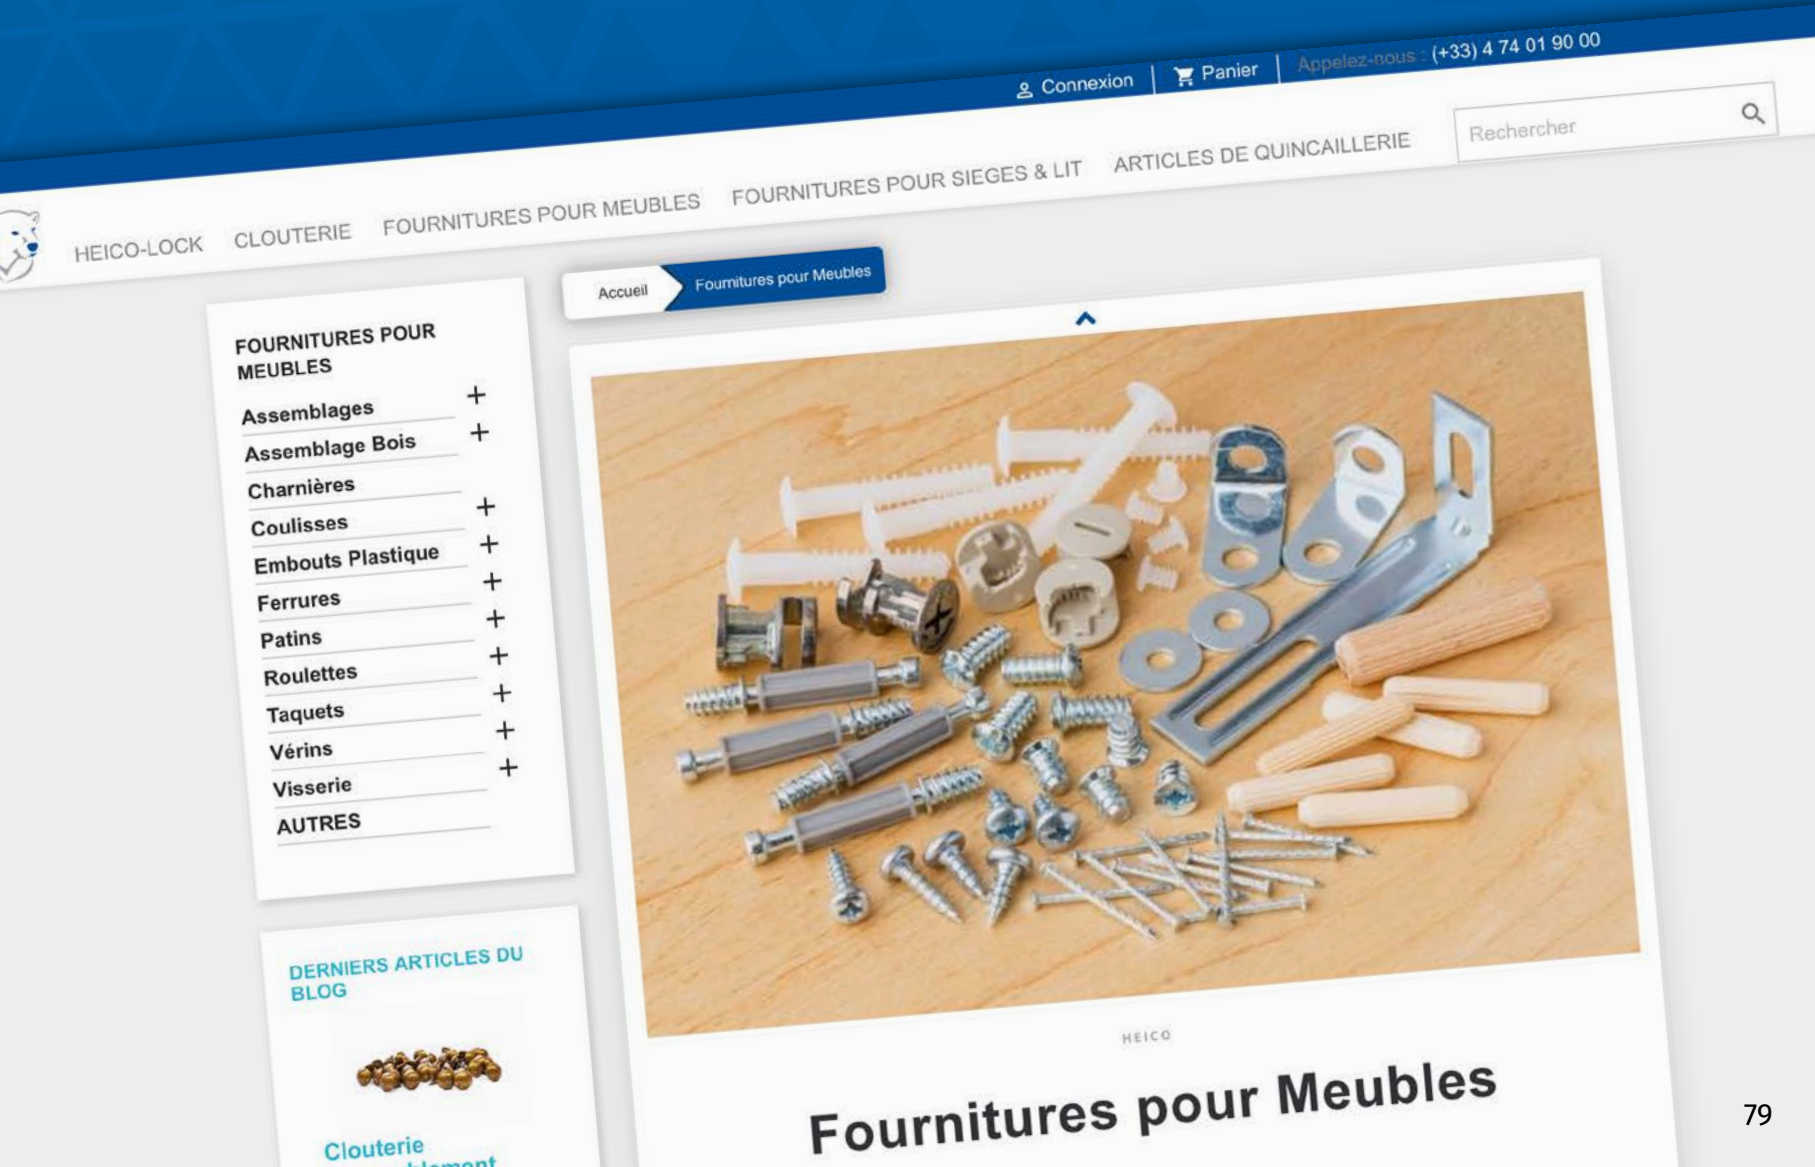 Connexion
Panier
Appelez-nous : (+33) 4 74 01 90 00
HEICO-LOCK
CLOUTERIE
FOURNITURES POUR MEUBLES
FOURNITURES POUR SIEGES & LIT
ARTICLES DE QUINCAILLERIE
Rechercher
Accueil
Fournitures pour Meubles
FOURNITURES POUR
MEUBLES
Assemblages +
Assemblage Bois +
Charnières
Coulisses +
Embouts Plastique +
Ferrures +
Patins +
Roulettes +
Taquets +
Vérins +
Visserie +
AUTRES
DERNIERS ARTICLES DU
BLOG
Clouterie
HEICO
Fournitures pour Meubles
79